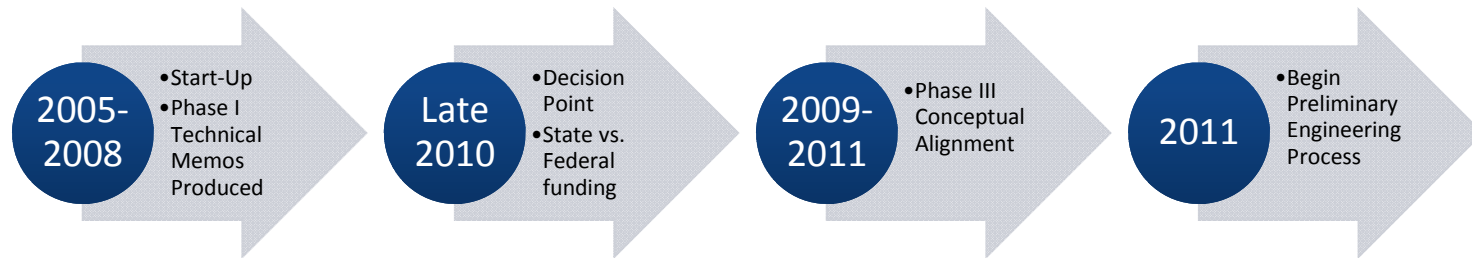 2005-
2008
•Start-Up
•Phase I
Technical
Memos
Produced
Late
2010
•Decision
Point
•State vs.
Federal
funding
2009-
2011
•Phase III
Conceptual
Alignment
2011
•Begin
Preliminary
Engineering
Process